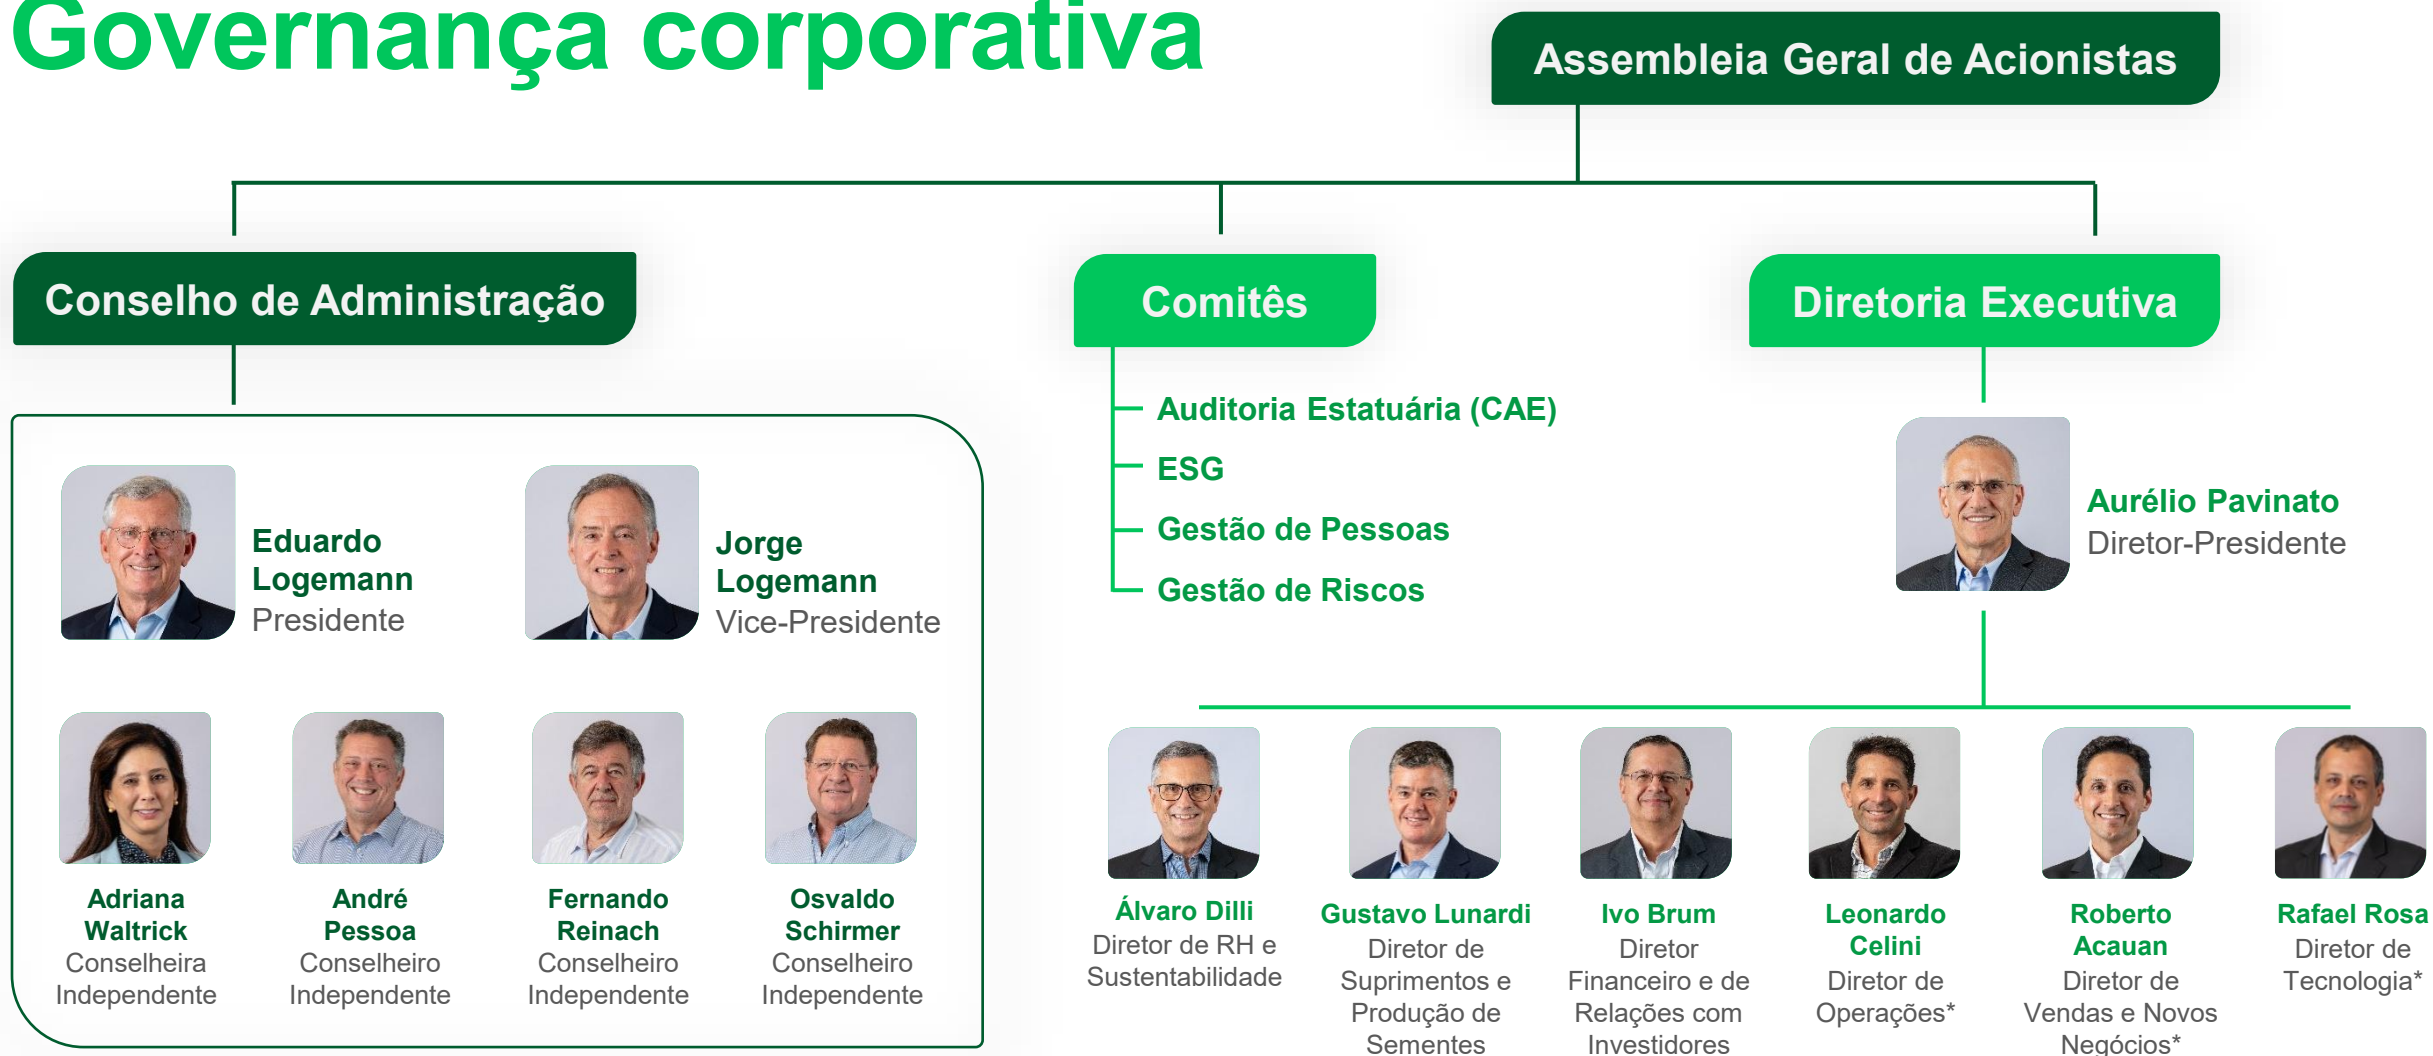 Governança corporativa
Assembleia Geral de Acionistas
Conselho de Administração
Comitês
Diretoria Executiva
Auditoria Estatuária (CAE)
ESG
Gestão de Pessoas
Gestão de Riscos
Eduardo
Logemann
Presidente
Jorge
Logemann
Vice-Presidente
Aurélio Pavinato
Diretor-Presidente
Adriana
Waltrick
Conselheira
Independente
André
Pessoa
Conselheiro
Independente
Fernando
Reinach
Conselheiro
Independente
Osvaldo
Schirmer
Conselheiro
Independente
Álvaro Dilli
Diretor de RH e
Sustentabilidade
Gustavo Lunardi
Diretor de
Suprimentos e
Produção de
Sementes
Ivo Brum
Diretor
Financeiro e de
Relações com
Investidores
Leonardo
Celini
Diretor de
Operações*
Roberto
Acauan
Diretor de
Vendas e Novos
Negócios*
Rafael Rosa
Diretor de
Tecnologia*